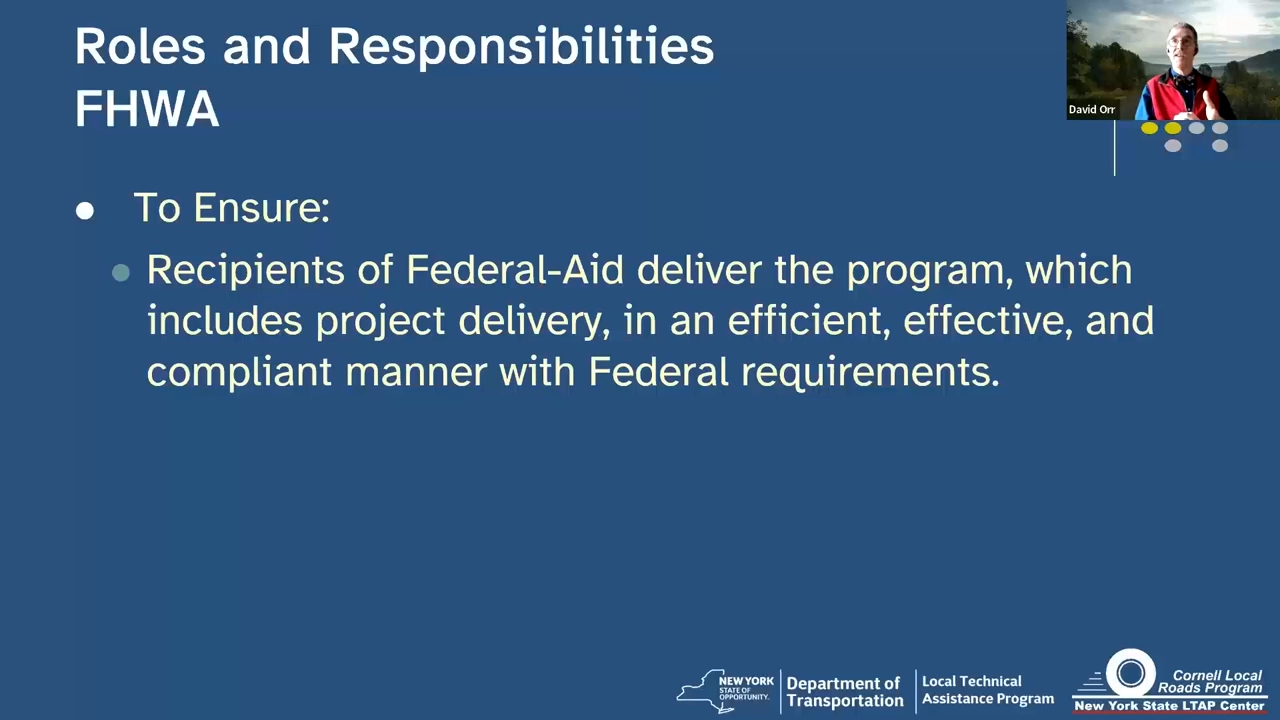 Roles and Responsibilities
FHWA
David Orr
To Ensure:
Recipients of Federal-Aid deliver the program, which
includes project delivery, in an efficient, effective, and
compliant manner with Federal requirements.
NEW YORK
STATE OF
OPPORTUNITY.
Department of
Transportation
Local Technical
Assistance Program
Cornell Local
Roads Program
New York State LTAP Center